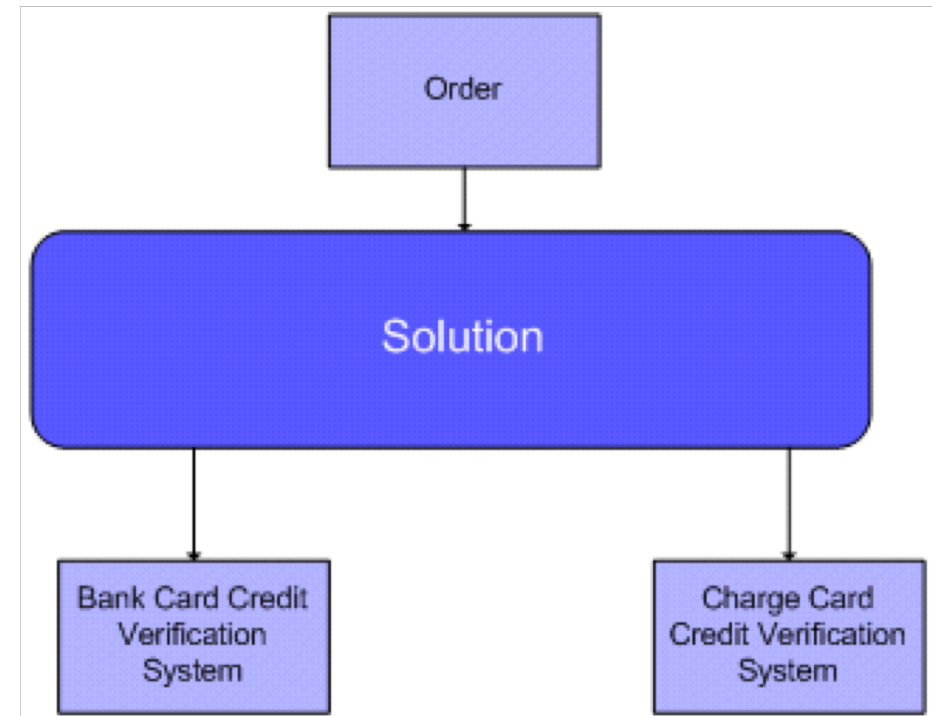 Order
Solution
Bank Card Credit
Verification
System
Charge Card
Credit Verification
System